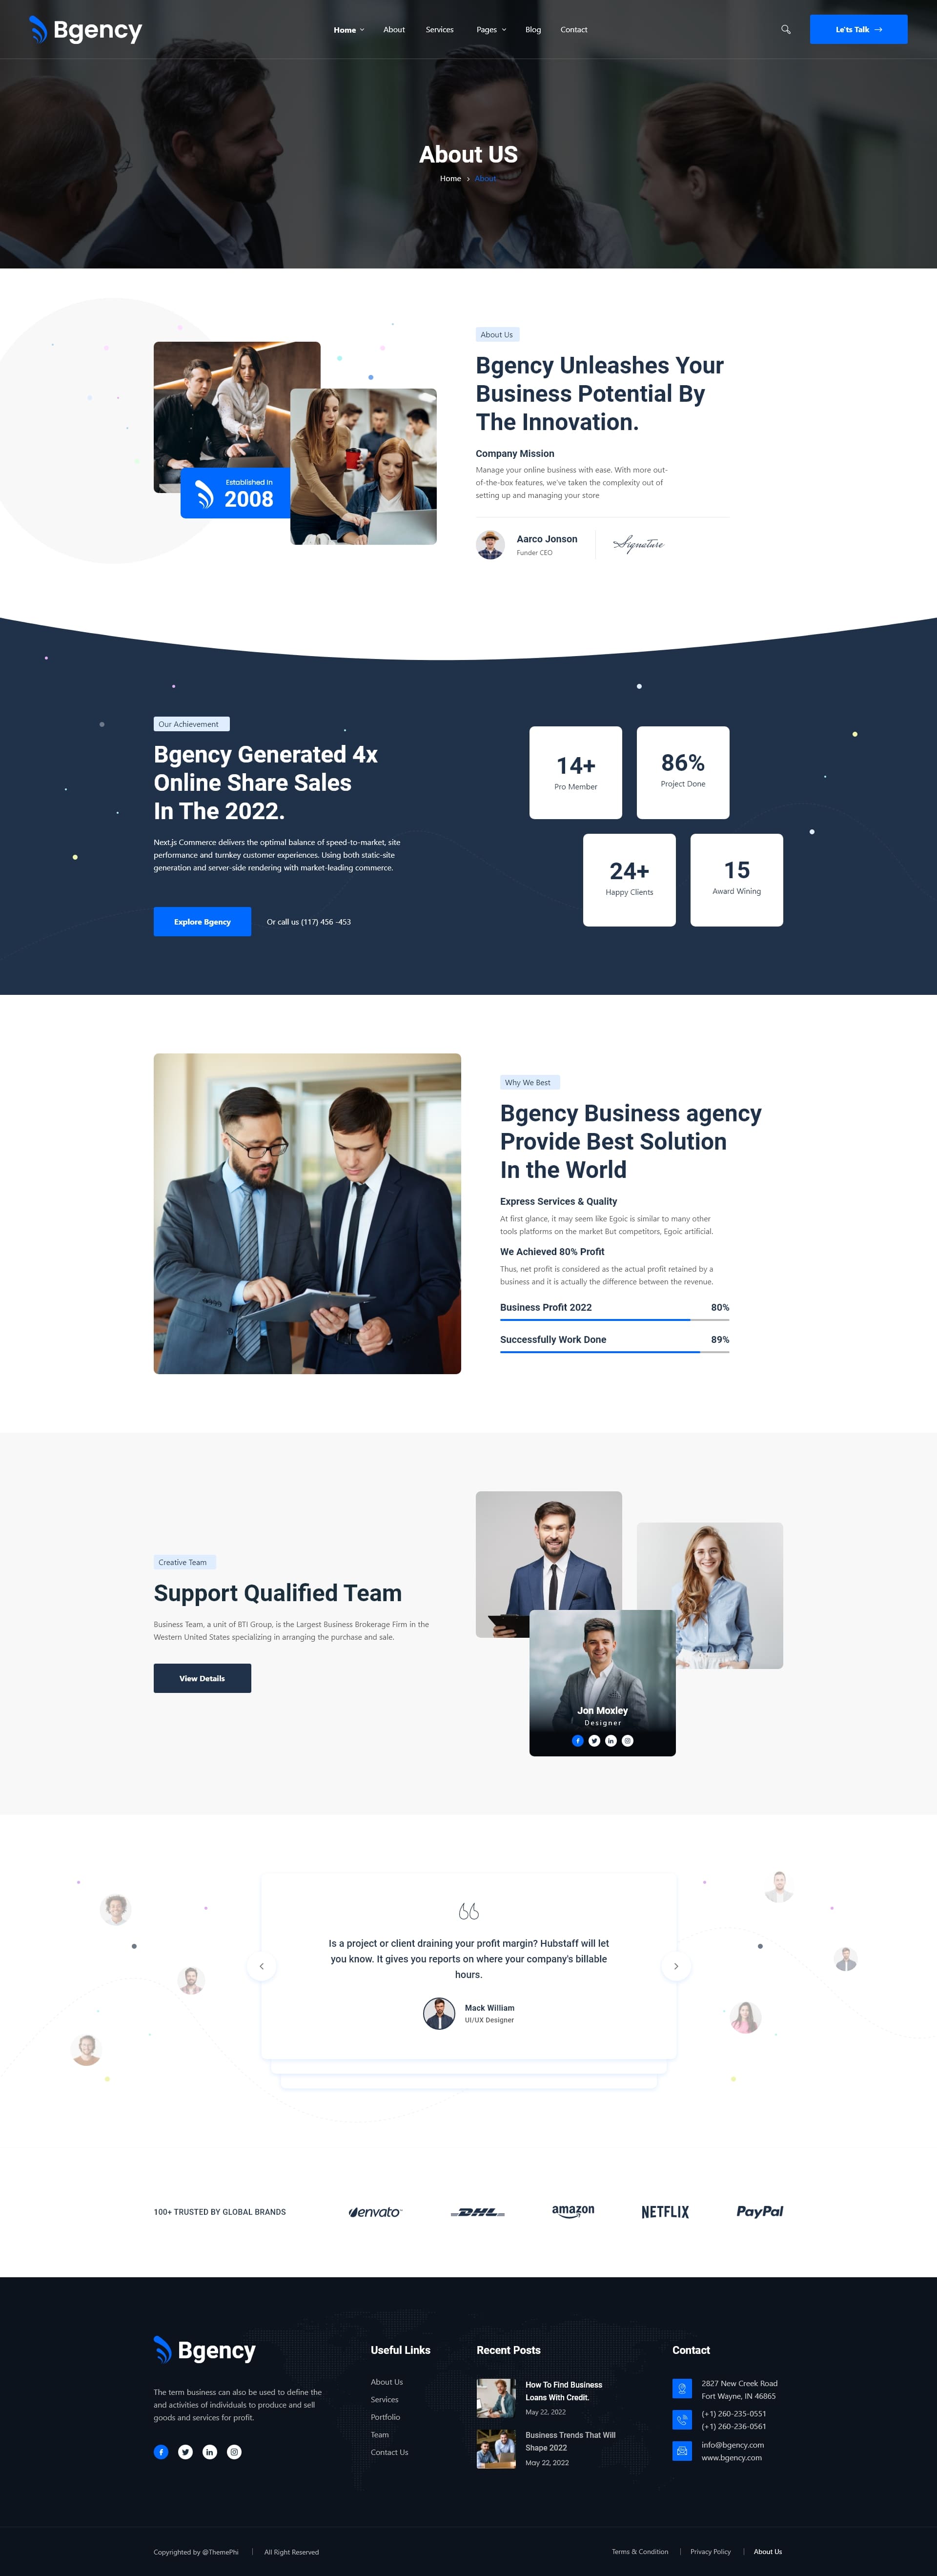 Bgency
Home
About
Services
Pages
Blog
Contact
Le'ts Talk
About US
Home
About
Established In
2008
About Us
Bgency Unleashes Your
Business Potential By
The Innovation.
Company Mission
Manage your online business with ease. With more out-
of-the-box features, we've taken the complexity out of
setting up and managing your store
Aarco Jonson
Funder CEO
Signature
Our Achievement
Bgency Generated 4x
Online Share Sales
In The 2022.
Next.js Commerce delivers the optimal balance of speed-to-market, site
performance and turnkey customer experiences. Using both static-site
generation and server-side rendering with market-leading commerce.
Explore Bgency
Or call us (117) 456 -453
14+
Pro Member
86%
Project Done
24+
Happy Clients
15
Award Wining
Why We Best
Bgency Business agency
Provide Best Solution
In the World
Express Services & Quality
At first glance, it may seem like Egoic is similar to many other
tools platforms on the market But competitors, Egoic artificial.
We Achieved 80% Profit
Thus, net profit is considered as the actual profit retained by a
business and it is actually the difference between the revenue.
Business Profit 2022
80%
Successfully Work Done
89%
Creative Team
Support Qualified Team
Business Team, a unit of BTI Group, is the Largest Business Brokerage Firm in the
Western United States specializing in arranging the purchase and sale.
View Details
Jon Moxley
Designer
Is a project or client draining your profit margin? Hubstaff will let
you know. It gives you reports on where your company's billable
hours.
Mack William
UI/UX Designer
100+ TRUSTED BY GLOBAL BRANDS
envato
DHL
amazon
NETFLIX
PayPal
Bgency
The term business can also be used to define the
and activities of individuals to produce and sell
goods and services for profit.
Useful Links
About Us
Services
Portfolio
Team
Contact Us
Recent Posts
How To Find Business
Loans With Credit.
May 22, 2022
Business Trends That Will
Shape 2022
May 22, 2022
Contact
2827 New Creek Road
Fort Wayne, IN 46865
(+1) 260-235-0551
(+1) 260-236-0561
info@bgency.com
www.bgency.com
Copyrighted by @ThemePhi
All Right Reserved
Terms & Condition
Privacy Policy
About Us